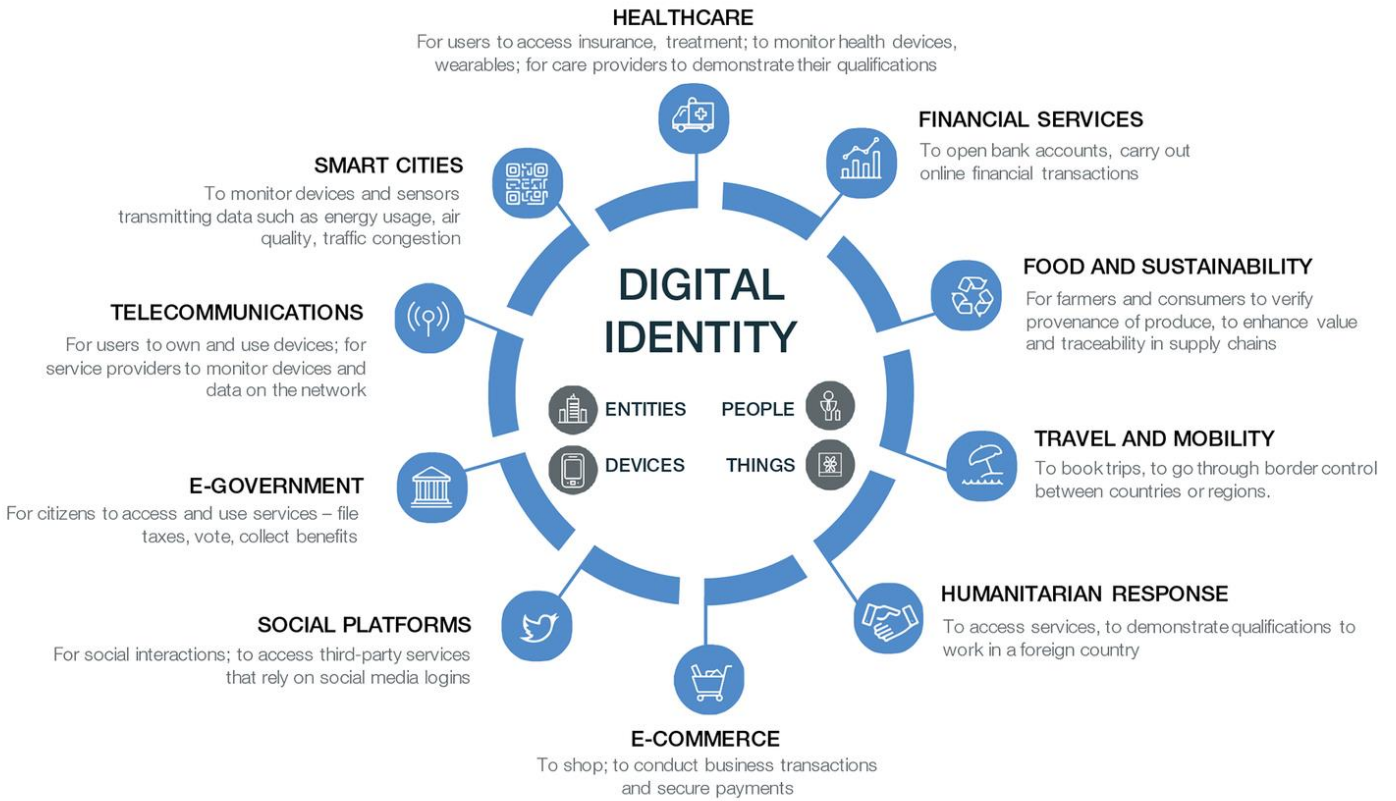 HEALTHCARE
For users to access insurance, treatment; to monitor health devices,
wearables; for care providers to demonstrate their qualifications
FINANCIAL SERVICES
To open bank accounts, carry out
online financial transactions
FOOD AND SUSTAINABILITY
For farmers and consumers to verify
provenance of produce, to enhance value
and traceability in supply chains
TRAVEL AND MOBILITY
To book trips, to go through border control
between countries or regions.
HUMANITARIAN RESPONSE
To access services, to demonstrate qualifications to
work in a foreign country
E-COMMERCE
To shop; to conduct business transactions
and secure payments
SOCIAL PLATFORMS
For social interactions; to access third-party services
that rely on social media logins
E-GOVERNMENT
For citizens to access and use services – file
taxes, vote, collect benefits
TELECOMMUNICATIONS
For users to own and use devices; for
service providers to monitor devices and
data on the network
SMART CITIES
To monitor devices and sensors
transmitting data such as energy usage, air
quality, traffic congestion
DIGITAL
IDENTITY
ENTITIES
PEOPLE
DEVICES
THINGS